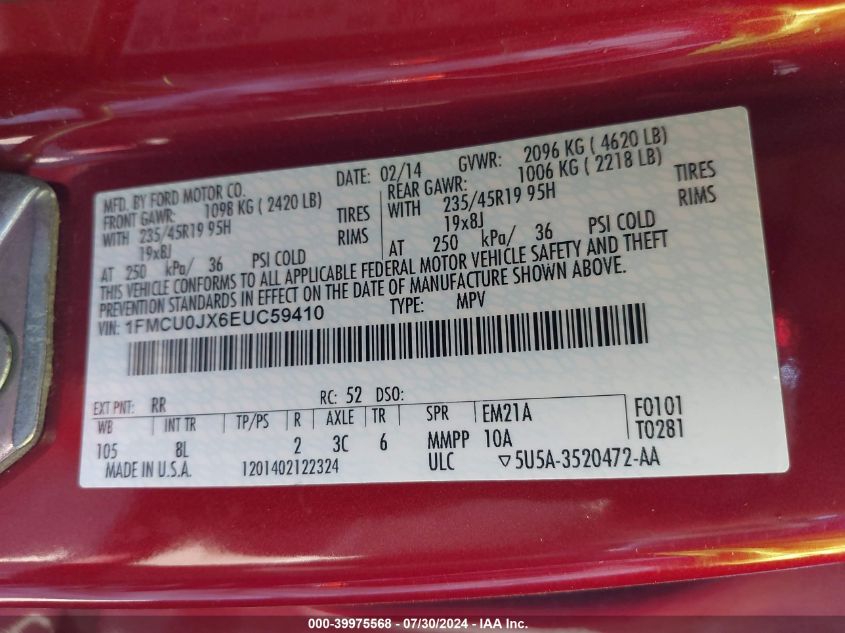 MFD. BY FORD MOTOR CO. DATE: 02/14 GVWR: 2096 KG ( 4620 LB)
FRONT GAWR: 1098 KG ( 2420 LB) REAR GAWR: 1006 KG ( 2218 LB)
WITH 235/45R19 95H TIRES WITH 235/45R19 95H TIRES
19x8J RIMS 19x8J RIMS
AT 250 kPa/ 36 PSI COLD AT 250 kPa/ 36 PSI COLD
THIS VEHICLE CONFORMS TO ALL APPLICABLE FEDERAL MOTOR VEHICLE SAFETY AND THEFT
PREVENTION STANDARDS IN EFFECT ON THE DATE OF MANUFACTURE SHOWN ABOVE.
VIN: 1FMCU0JX6EUC59410 TYPE: MPV
EXT PNT: RR RC: 52 DSO:
WB INT TR TP/PS R AXLE TR SPR EM21A F0101
105 8L 2 3C 6 MMPP 10A T0281
MADE IN U.S.A. 1201402122324 ULC ▽5U5A-3520472-AA
000-39975568 - 07/30/2024 - IAA Inc.